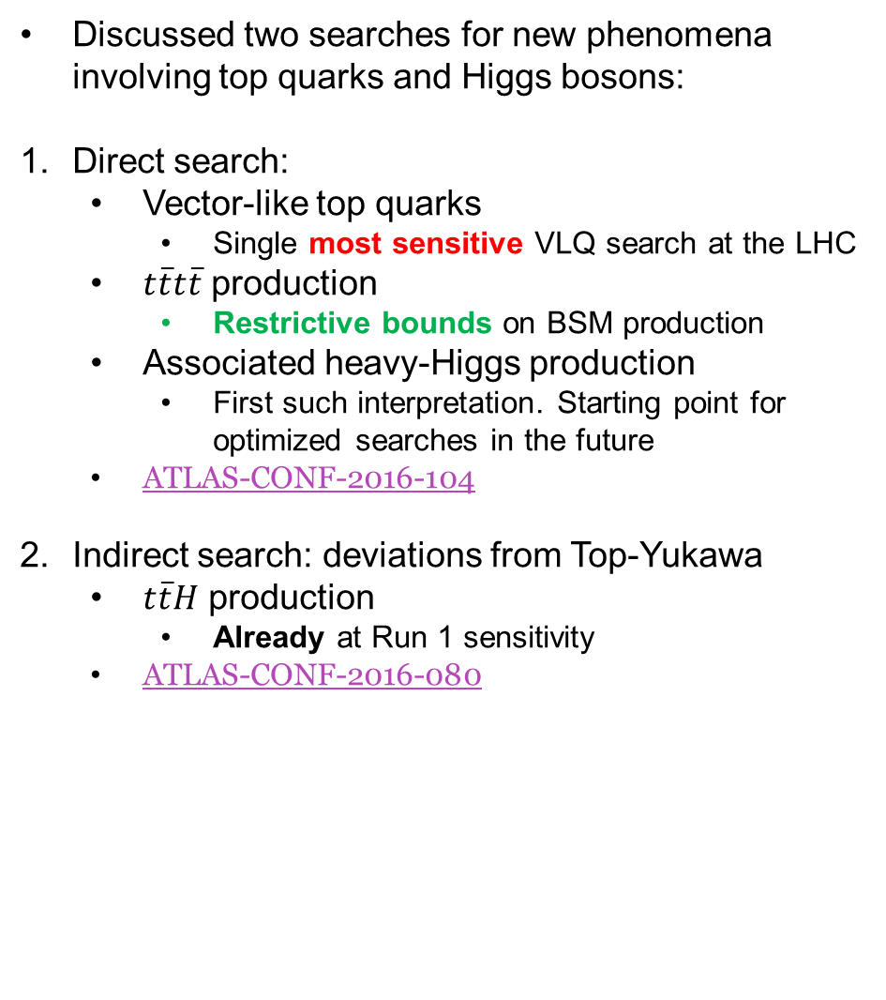 • Discussed two searches for new phenomena
involving top quarks and Higgs bosons:
1. Direct search:
• Vector-like top quarks
• Single most sensitive VLQ search at the LHC
• tt̄tt̄ production
• Restrictive bounds on BSM production
• Associated heavy-Higgs production
• First such interpretation. Starting point for
optimized searches in the future
• ATLAS-CONF-2016-104
2. Indirect search: deviations from Top-Yukawa
• tt̄H production
• Already at Run 1 sensitivity
• ATLAS-CONF-2016-080